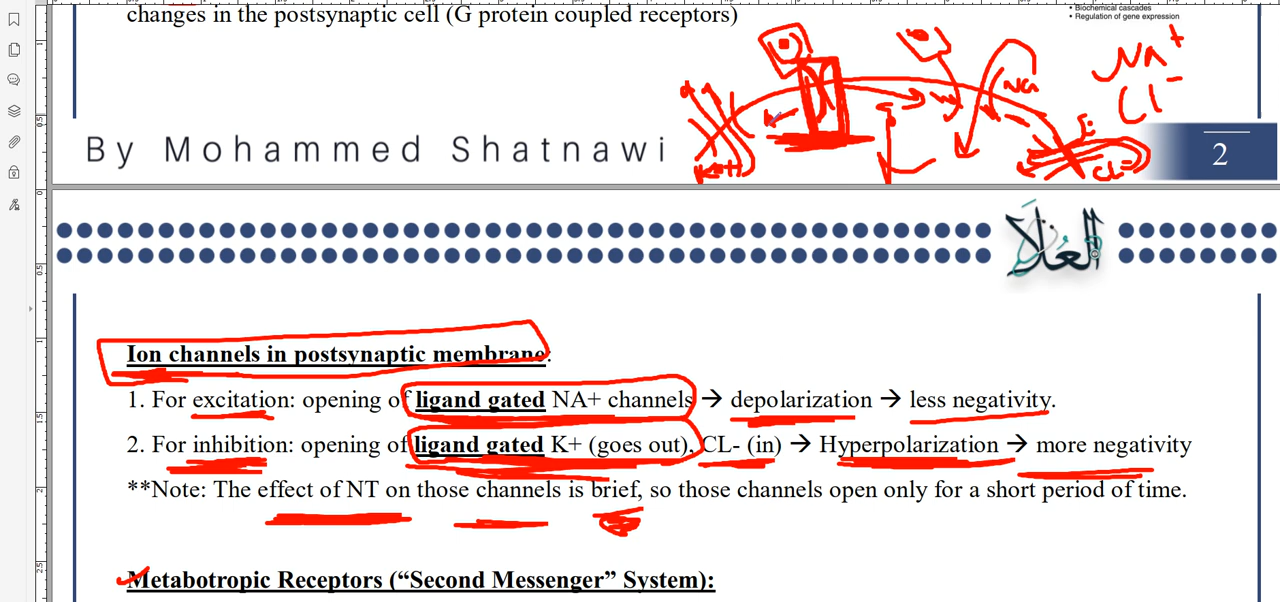 changes in the postsynaptic cell (G protein coupled receptors)
• Biochemical cascades
• Regulation of gene expression
Na+
Cl-
Na
K+
CL-
By Mohammed Shatnawi
2
العُلا
Ion channels in postsynaptic membrane:
1. For excitation: opening of ligand gated NA+ channels → depolarization → less negativity.
2. For inhibition: opening of ligand gated K+ (goes out), CL- (in) → Hyperpolarization → more negativity
**Note: The effect of NT on those channels is brief, so those channels open only for a short period of time.
Metabotropic Receptors (“Second Messenger” System):